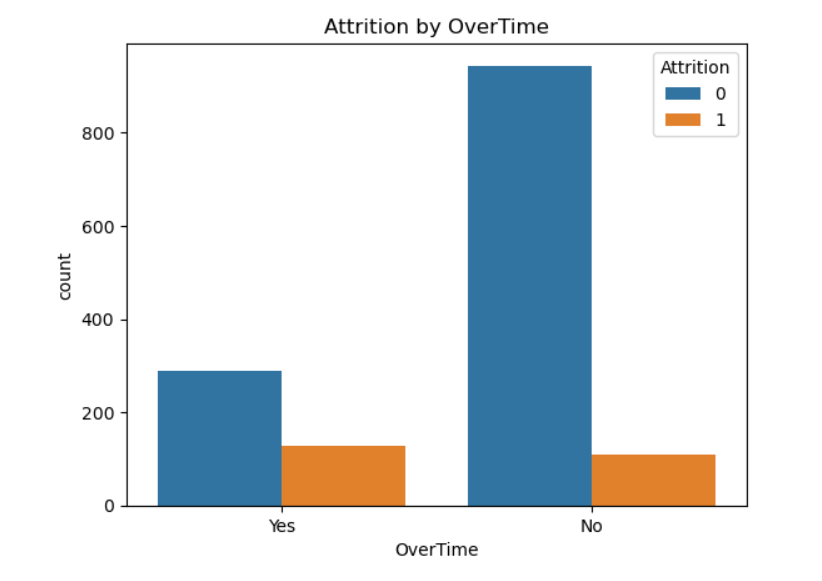 Attrition by OverTime
Attrition
0
1
800
600
400
200
0
count
Yes
No
OverTime